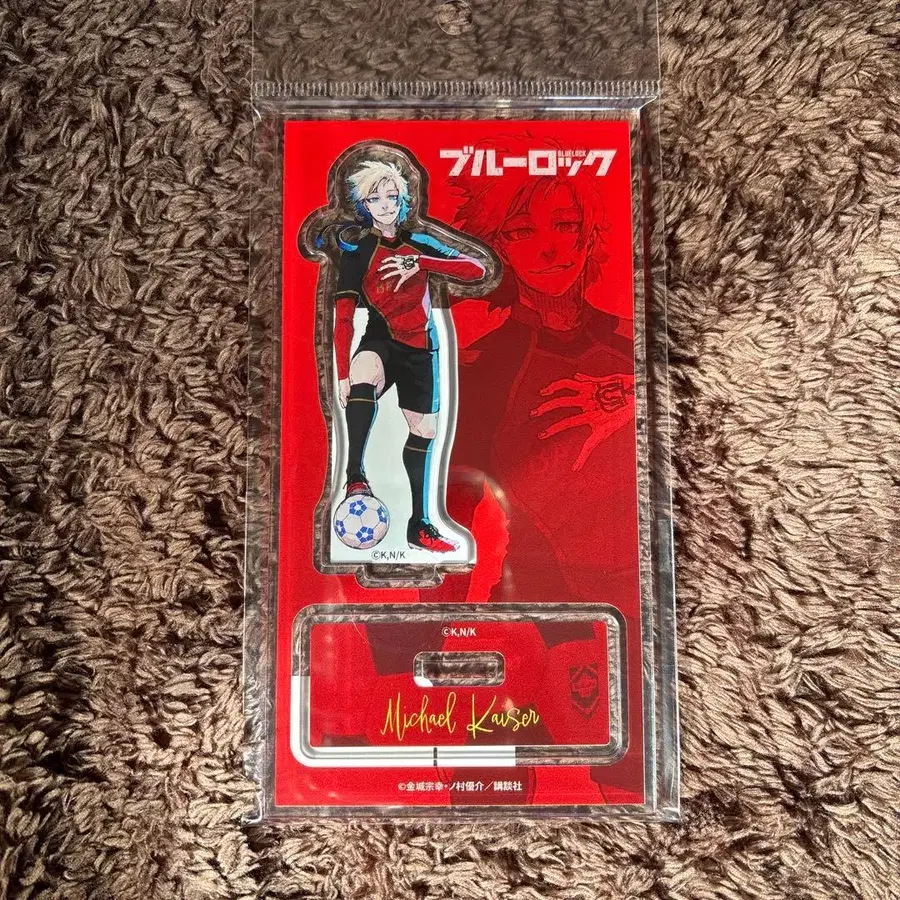 ブルーロック
BLUELOCK
©K,N/K
©K,N/K
Michael Kaiser
©金城宗幸・ノ村優介／講談社